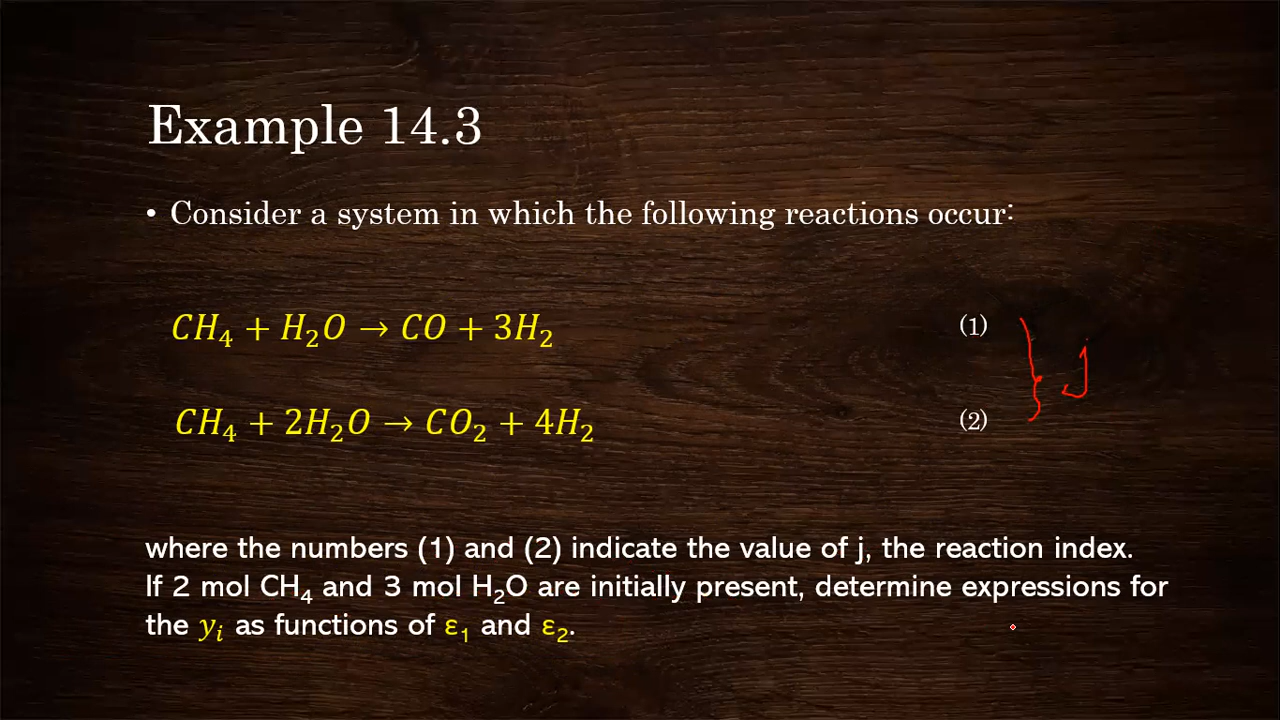 Example 14.3
• Consider a system in which the following reactions occur:
CH₄ + H₂O → CO + 3H₂ (1)
CH₄ + 2H₂O → CO₂ + 4H₂ (2)
j
where the numbers (1) and (2) indicate the value of j, the reaction index.
If 2 mol CH₄ and 3 mol H₂O are initially present, determine expressions for
the yᵢ as functions of ε₁ and ε₂.